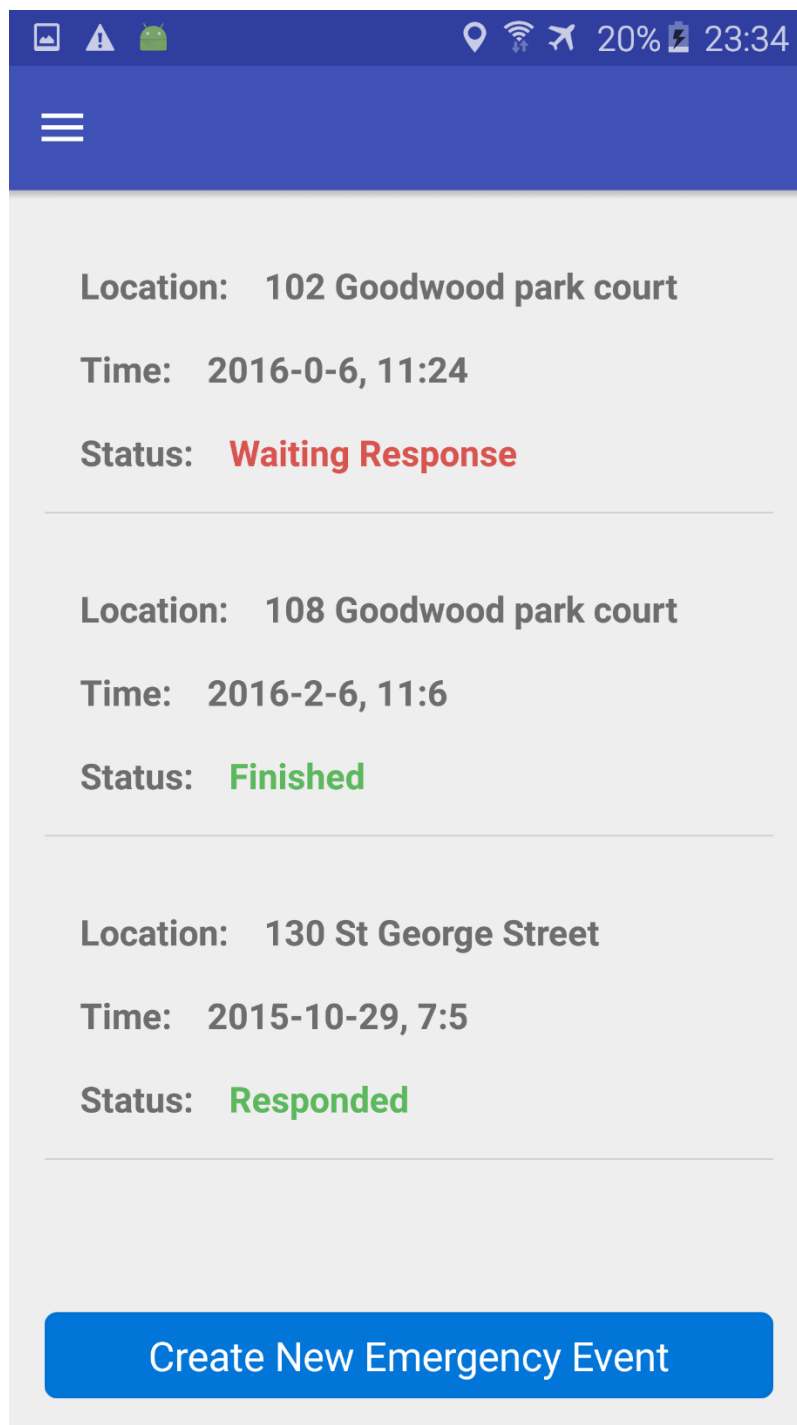 20% 23:34
Location: 102 Goodwood park court
Time: 2016-0-6, 11:24
Status: Waiting Response
Location: 108 Goodwood park court
Time: 2016-2-6, 11:6
Status: Finished
Location: 130 St George Street
Time: 2015-10-29, 7:5
Status: Responded
Create New Emergency Event